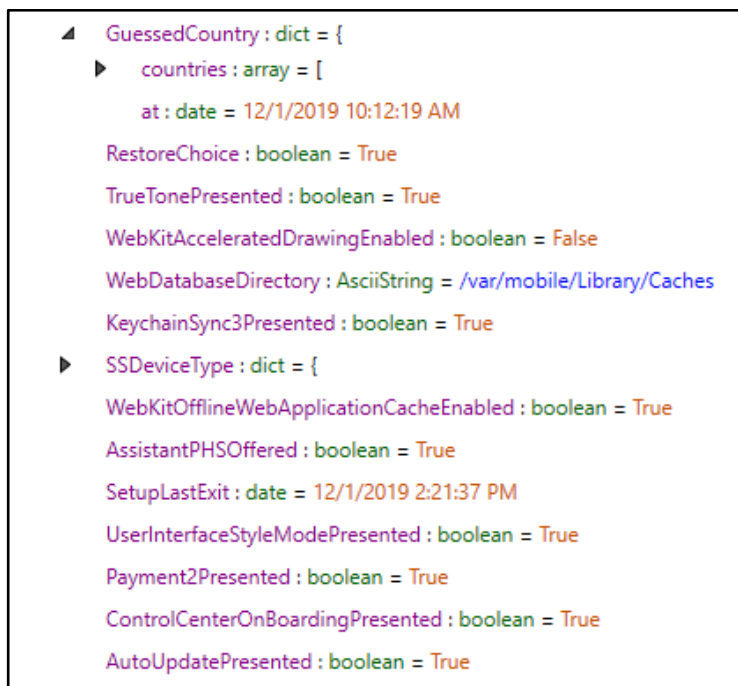 GuessedCountry : dict = {
countries : array = [
at : date = 12/1/2019 10:12:19 AM
RestoreChoice : boolean = True
TrueTonePresented : boolean = True
WebKitAcceleratedDrawingEnabled : boolean = False
WebDatabaseDirectory : AsciiString = /var/mobile/Library/Caches
KeychainSync3Presented : boolean = True
SSDeviceType : dict = {
WebKitOfflineWebApplicationCacheEnabled : boolean = True
AssistantPHSOffered : boolean = True
SetupLastExit : date = 12/1/2019 2:21:37 PM
UserInterfaceStyleModePresented : boolean = True
Payment2Presented : boolean = True
ControlCenterOnBoardingPresented : boolean = True
AutoUpdatePresented : boolean = True